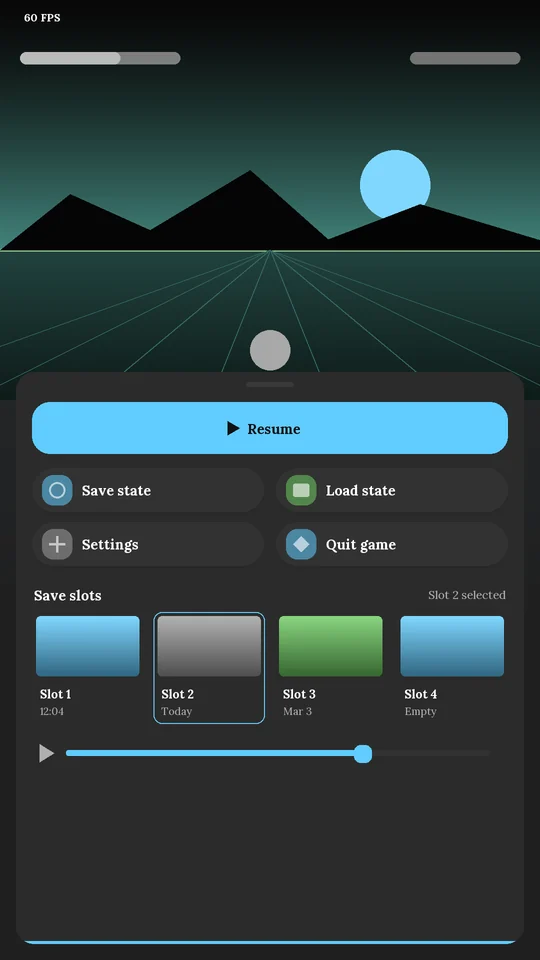 60 FPS
Resume
Save state
Load state
Settings
Quit game
Save slots
Slot 2 selected
Slot 1
12:04
Slot 2
Today
Slot 3
Mar 3
Slot 4
Empty